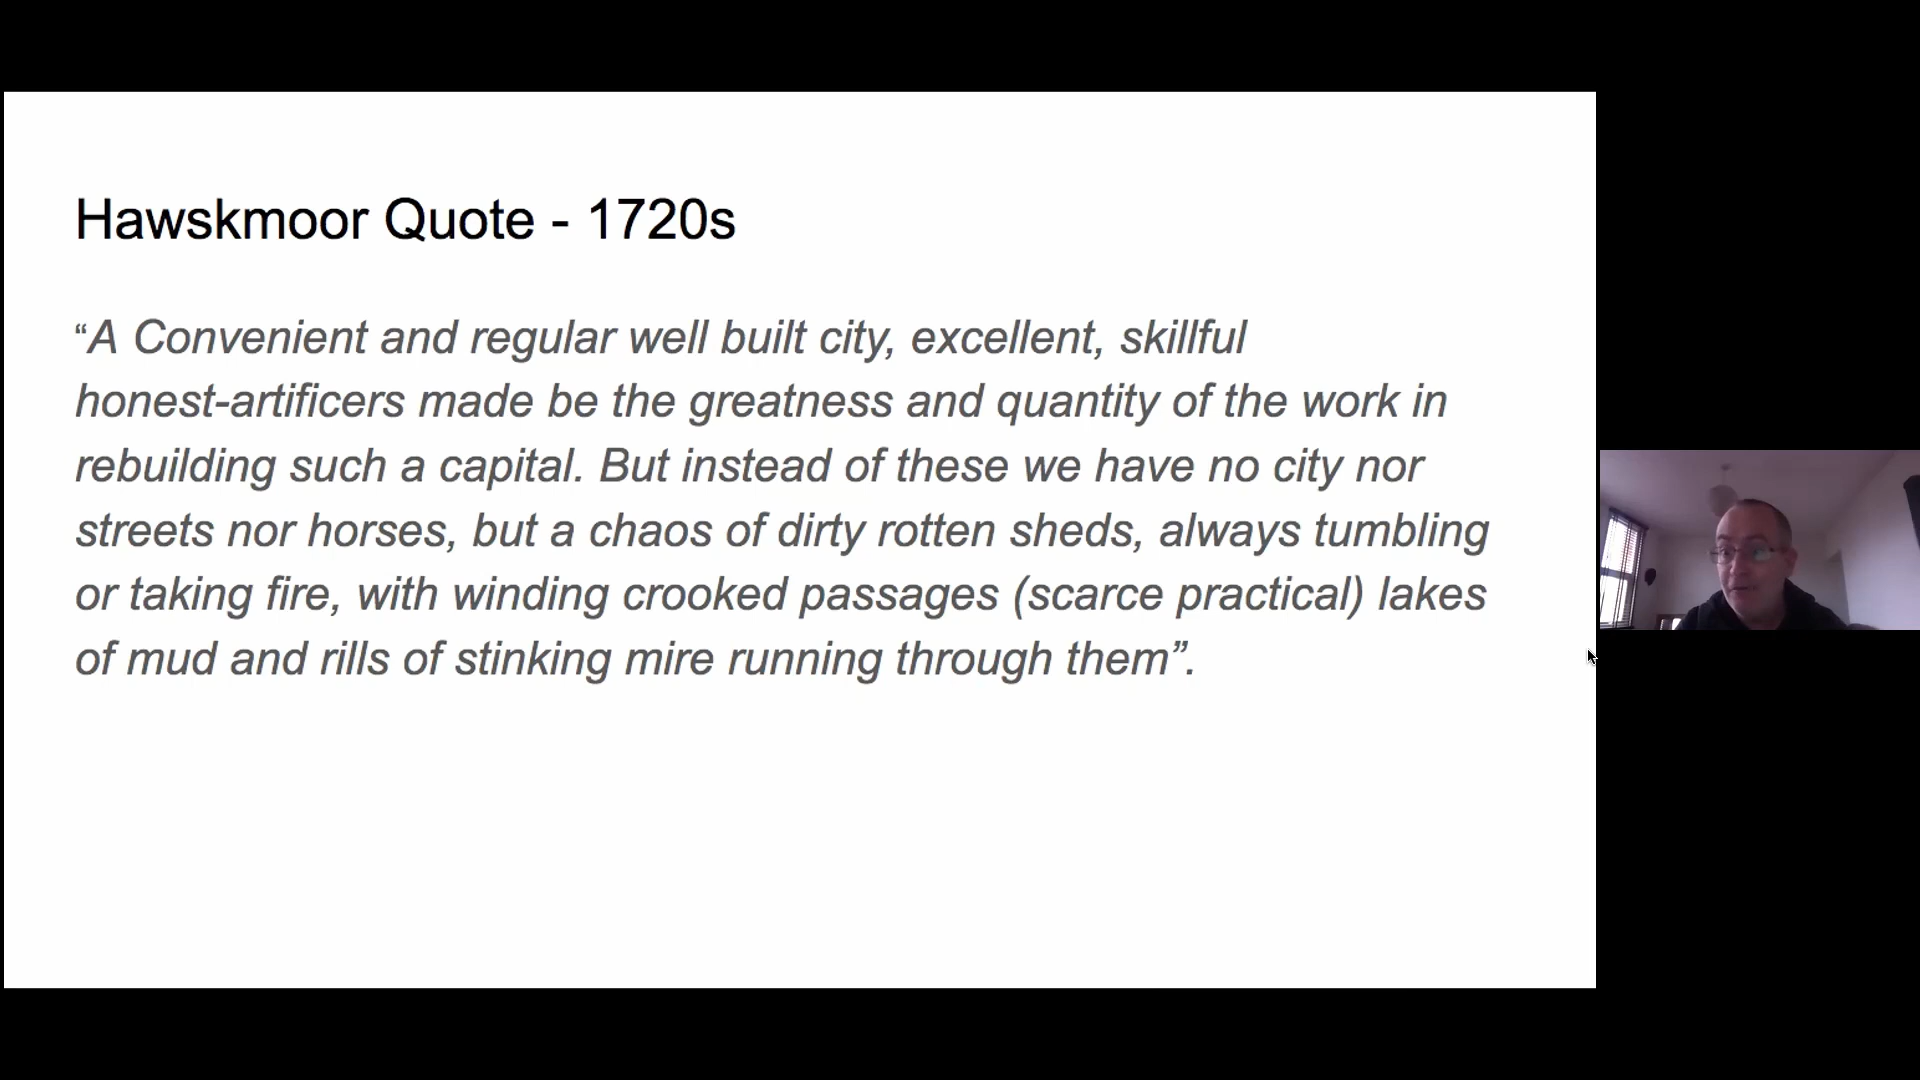 Hawskmoor Quote - 1720s
“A Convenient and regular well built city, excellent, skillful
honest-artificers made be the greatness and quantity of the work in
rebuilding such a capital. But instead of these we have no city nor
streets nor horses, but a chaos of dirty rotten sheds, always tumbling
or taking fire, with winding crooked passages (scarce practical) lakes
of mud and rills of stinking mire running through them”.